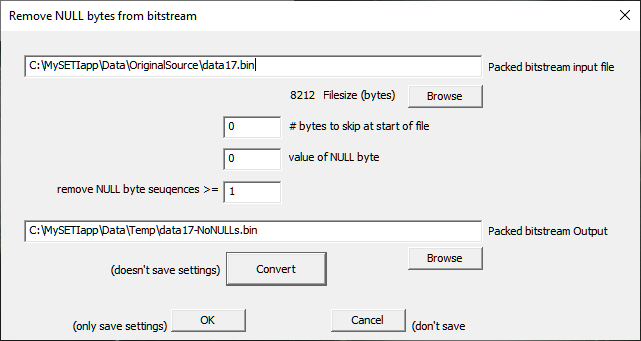 Remove NULL bytes from bitstream
C:\MySETIapp\Data\OriginalSource\data17.bin Packed bitstream input file
8212 Filesize (bytes) Browse
0 # bytes to skip at start of file
0 value of NULL byte
remove NULL byte seuqences >= 1
C:\MySETIapp\Data\Temp\data17-NoNULLs.bin Packed bitstream Output
Browse
(doesn't save settings) Convert
(only save settings) OK Cancel (don't save